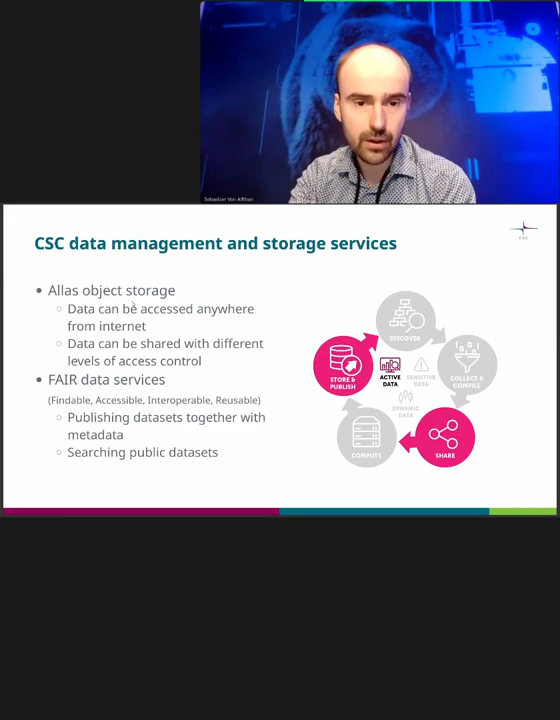 Sebastian Von Alfthan
CSC data management and storage services
CSC
• Allas object storage
○ Data can be accessed anywhere
from internet
○ Data can be shared with different
levels of access control
• FAIR data services
(Findable, Accessible, Interoperable, Reusable)
○ Publishing datasets together with
metadata
○ Searching public datasets
DISCOVER
STORE &
PUBLISH
ACTIVE
DATA
SENSITIVE
DATA
COLLECT &
COMPILE
DYNAMIC
DATA
COMPUTE
SHARE